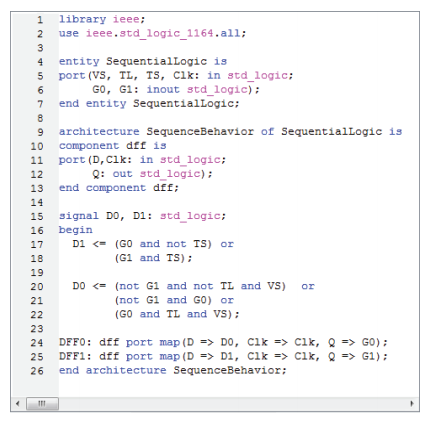 1 library ieee;
2 use ieee.std_logic_1164.all;
3
4 entity SequentialLogic is
5 port(VS, TL, TS, Clk: in std_logic;
6 G0, G1: inout std_logic);
7 end entity SequentialLogic;
8
9 architecture SequenceBehavior of SequentialLogic is
10 component dff is
11 port(D,Clk: in std_logic;
12 Q: out std_logic);
13 end component dff;
14
15 signal D0, D1: std_logic;
16 begin
17 D1 <= (G0 and not TS) or
18 (G1 and TS);
19
20 D0 <= (not G1 and not TL and VS) or
21 (not G1 and G0) or
22 (G0 and TL and VS);
23
24 DFF0: dff port map(D => D0, Clk => Clk, Q => G0);
25 DFF1: dff port map(D => D1, Clk => Clk, Q => G1);
26 end architecture SequenceBehavior;